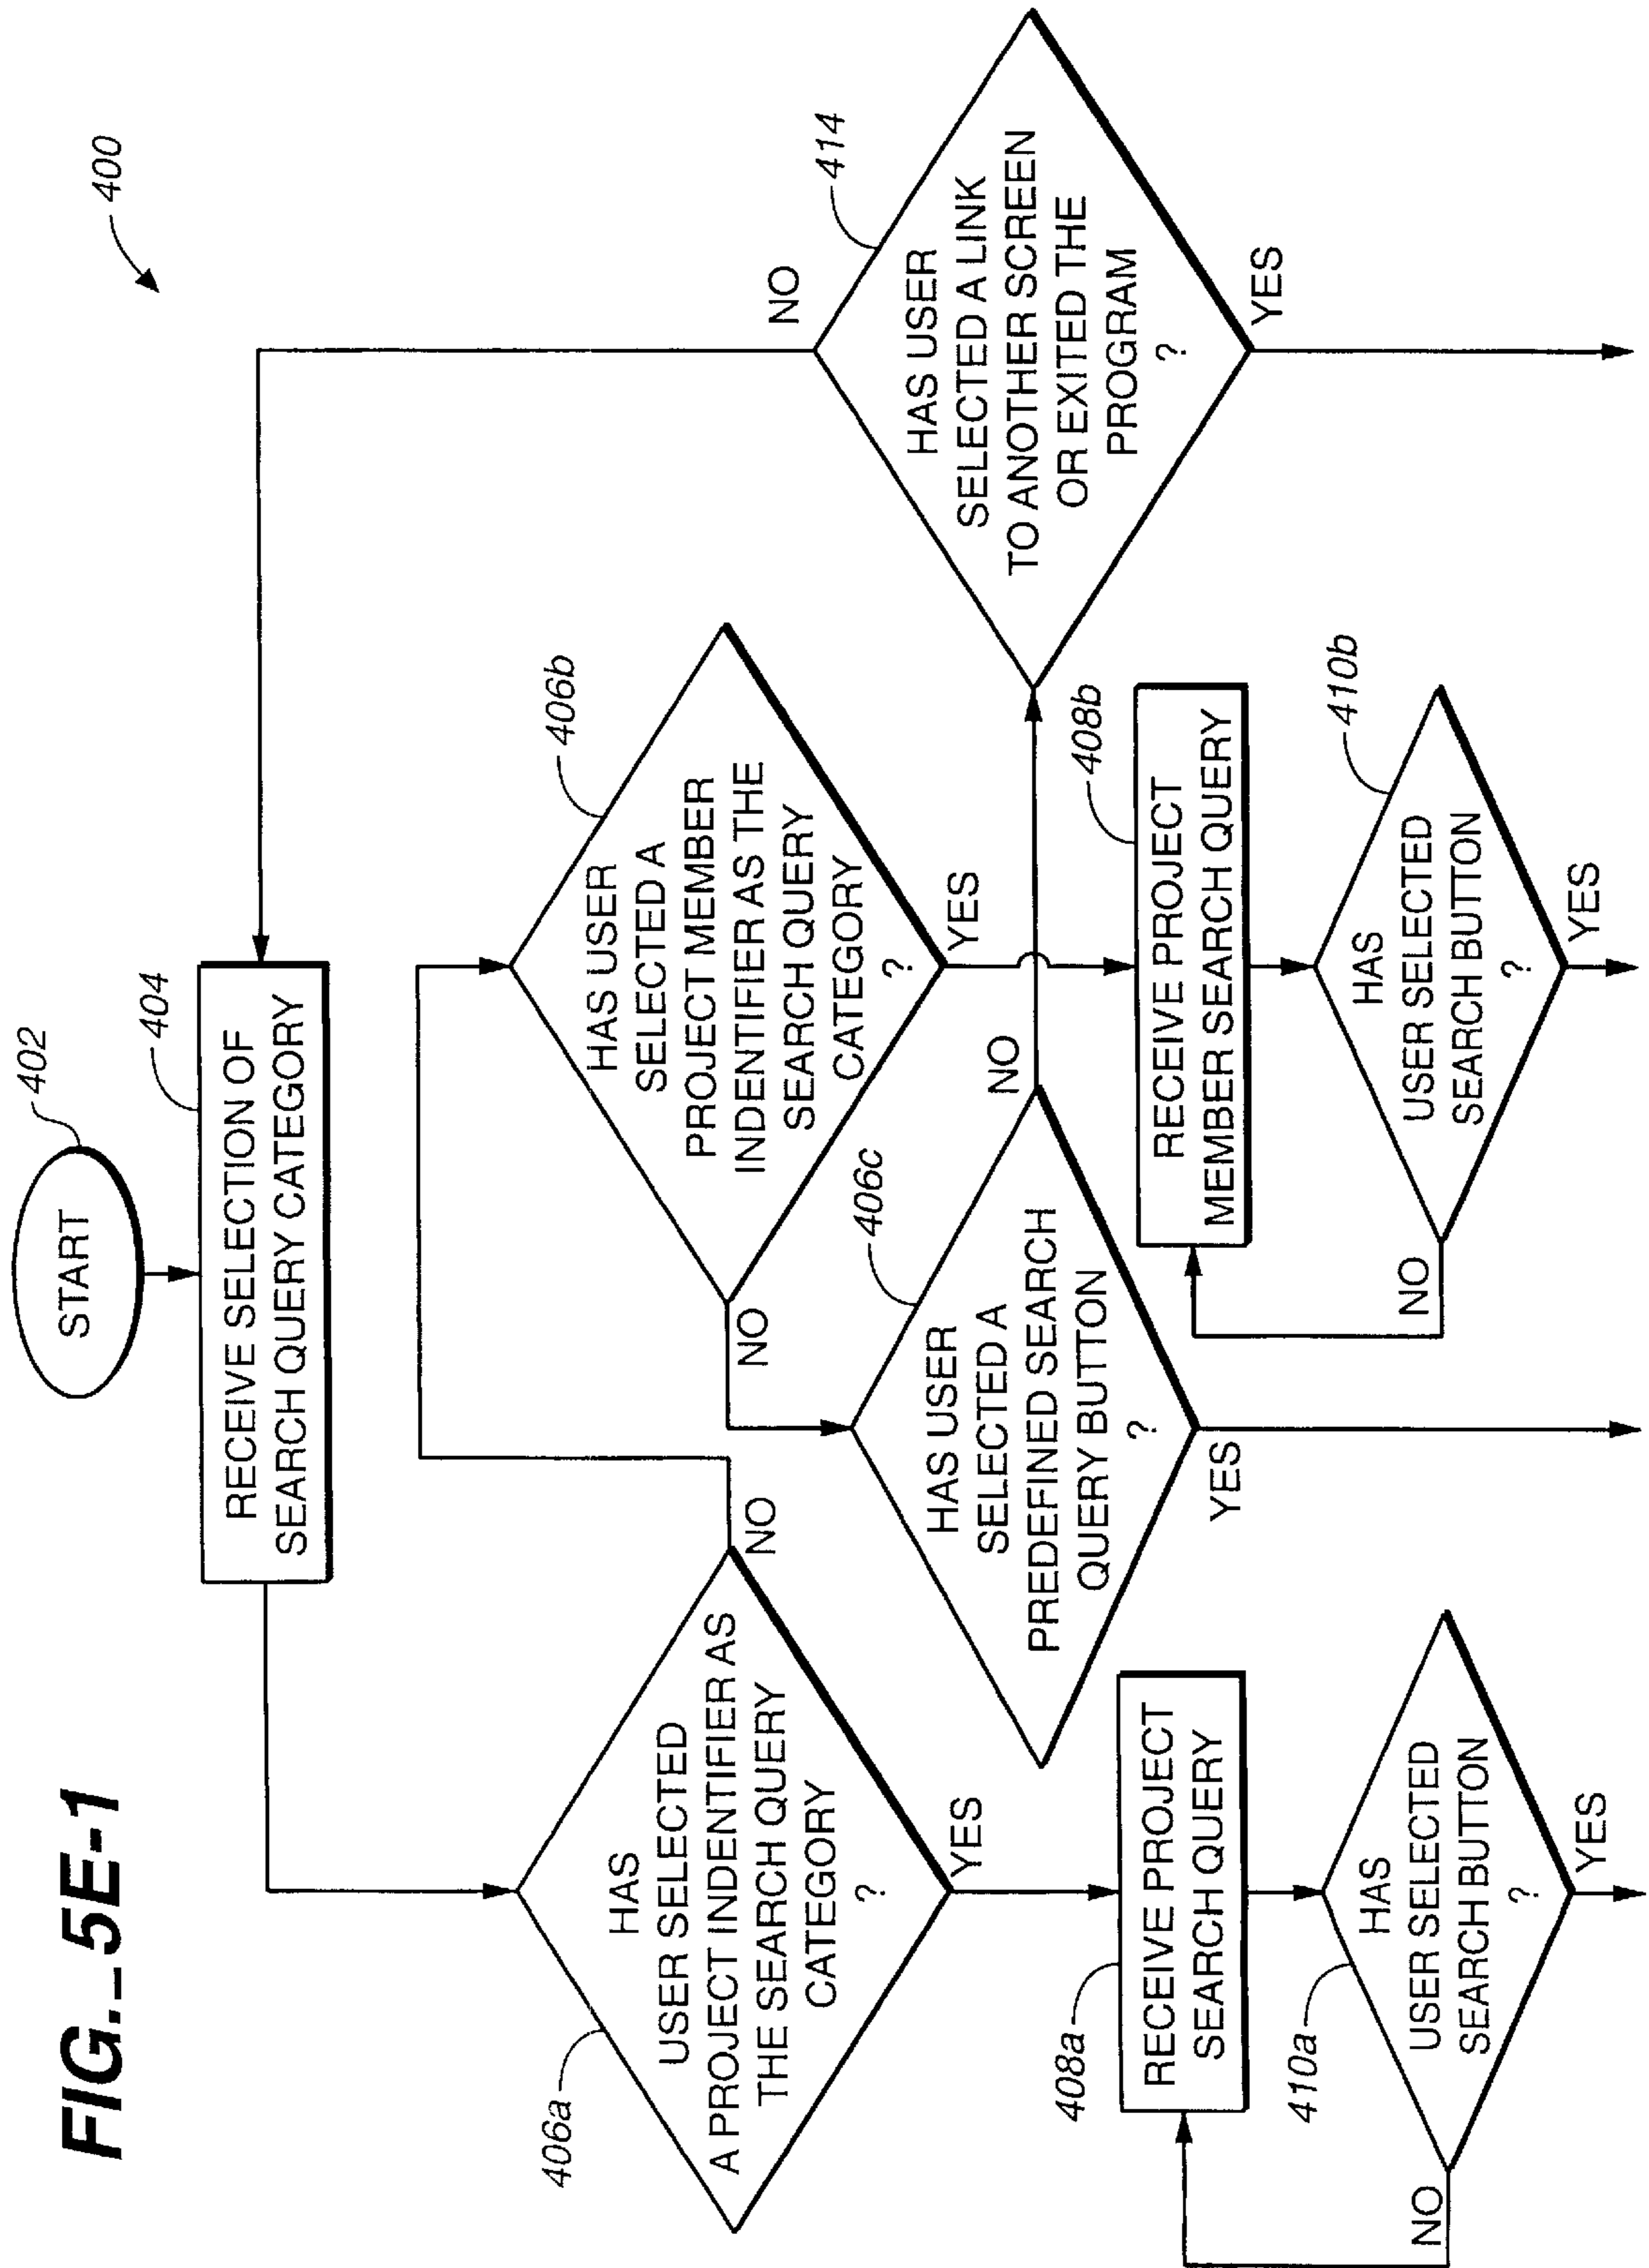 FIG._5E-1
400
START
402
RECEIVE SELECTION OF
SEARCH QUERY CATEGORY
404
HAS
USER SELECTED
A PROJECT INDENTIFIER AS
THE SEARCH QUERY
CATEGORY
?
406a
NO
YES
HAS USER
SELECTED A
PROJECT MEMBER
INDENTIFIER AS THE
SEARCH QUERY
CATEGORY
?
406b
NO
YES
HAS USER
SELECTED A
PREDEFINED SEARCH
QUERY BUTTON
?
406c
NO
YES
HAS USER
SELECTED A LINK
TO ANOTHER SCREEN
OR EXITED THE
PROGRAM
?
414
NO
YES
RECEIVE PROJECT
SEARCH QUERY
408a
HAS
USER SELECTED
SEARCH BUTTON
?
410a
NO
YES
RECEIVE PROJECT
MEMBER SEARCH QUERY
408b
HAS
USER SELECTED
SEARCH BUTTON
?
410b
NO
YES